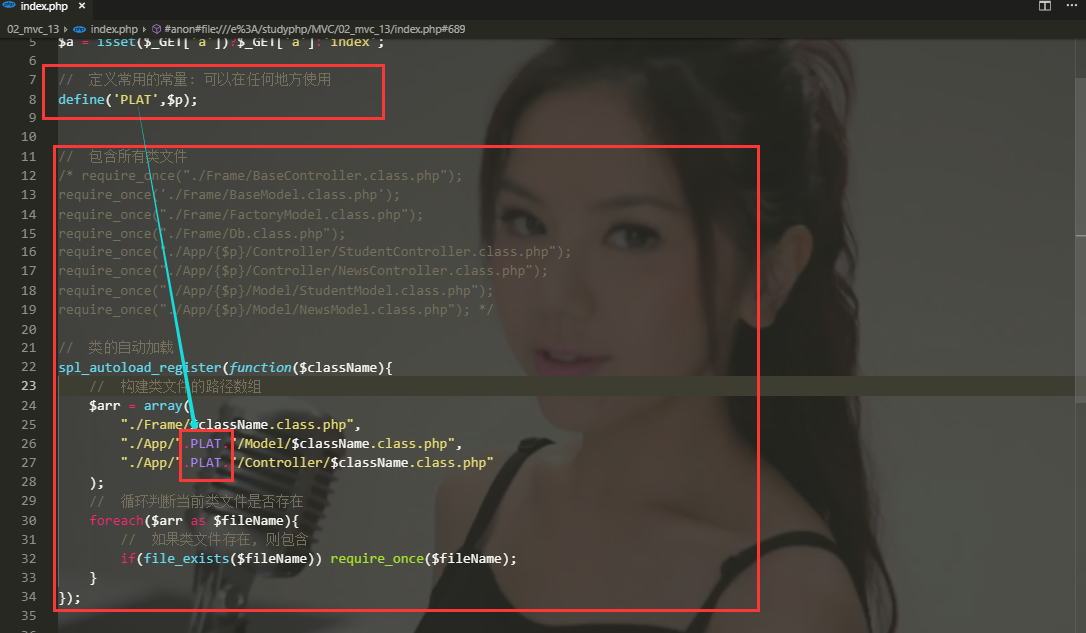 index.php ×
02_mvc_13 > index.php > #anon#file:///e%3A/studyphp/MVC/02_mvc_13/index.php#689
5 $a = isset($_GET['a'])?$_GET['a']:'index';
6
7 // 定义常用的常量: 可以在任何地方使用
8 define('PLAT',$p);
9
10
11 // 包含所有类文件
12 /* require_once("./Frame/BaseController.class.php");
13 require_once('./Frame/BaseModel.class.php');
14 require_once("./Frame/FactoryModel.class.php");
15 require_once("./Frame/Db.class.php");
16 require_once("./App/{$p}/Controller/StudentController.class.php");
17 require_once("./App/{$p}/Controller/NewsController.class.php");
18 require_once("./App/{$p}/Model/StudentModel.class.php");
19 require_once("./App/{$p}/Model/NewsModel.class.php"); */
20
21 // 类的自动加载
22 spl_autoload_register(function($className){
23 // 构建类文件的路径数组
24 $arr = array(
25 "./Frame/$className.class.php",
26 "./App/".PLAT."/Model/$className.class.php",
27 "./App/".PLAT."/Controller/$className.class.php"
28 );
29 // 循环判断当前类文件是否存在
30 foreach($arr as $fileName){
31 // 如果类文件存在, 则包含
32 if(file_exists($fileName)) require_once($fileName);
33 }
34 });
35